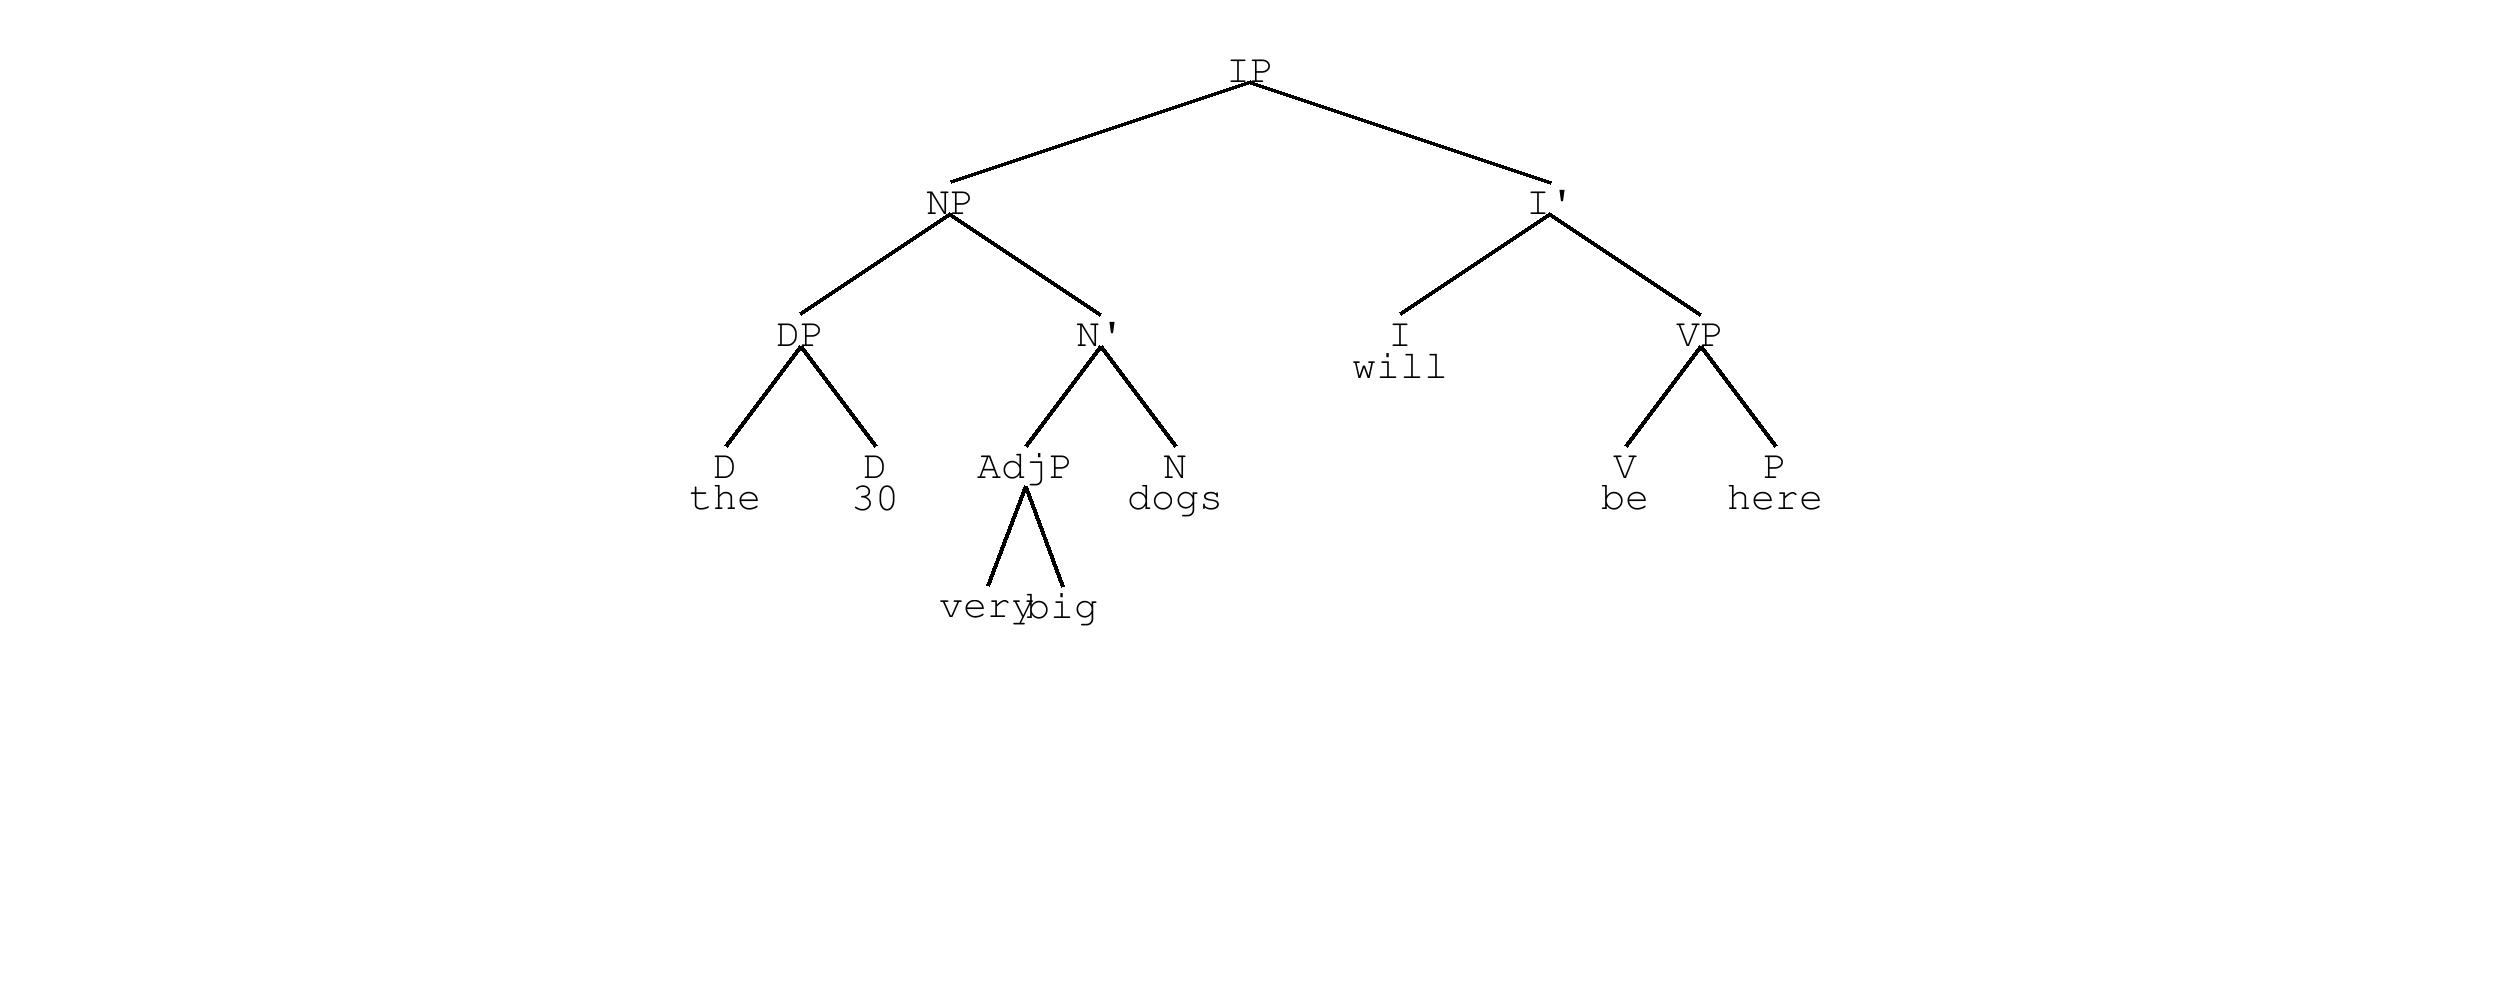 IP
NP I'
DP N' I VP
will
D D AdjP N V P
the 30 dogs be here
very big